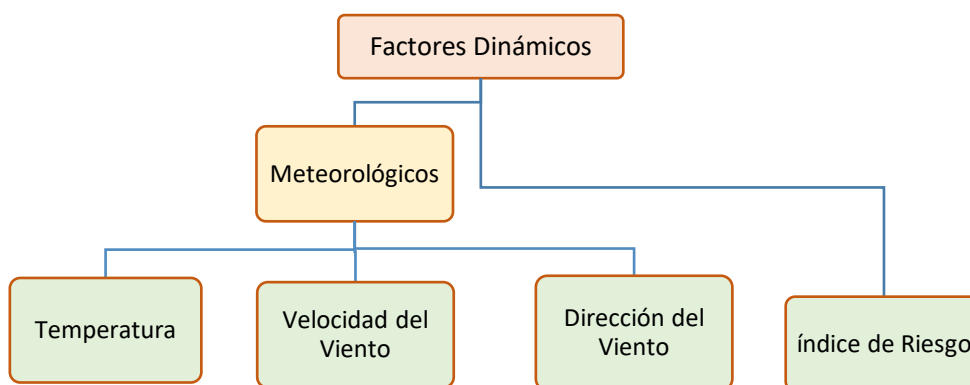 Factores Dinámicos
Meteorológicos
Temperatura
Velocidad del
Viento
Dirección del
Viento
índice de Riesgo